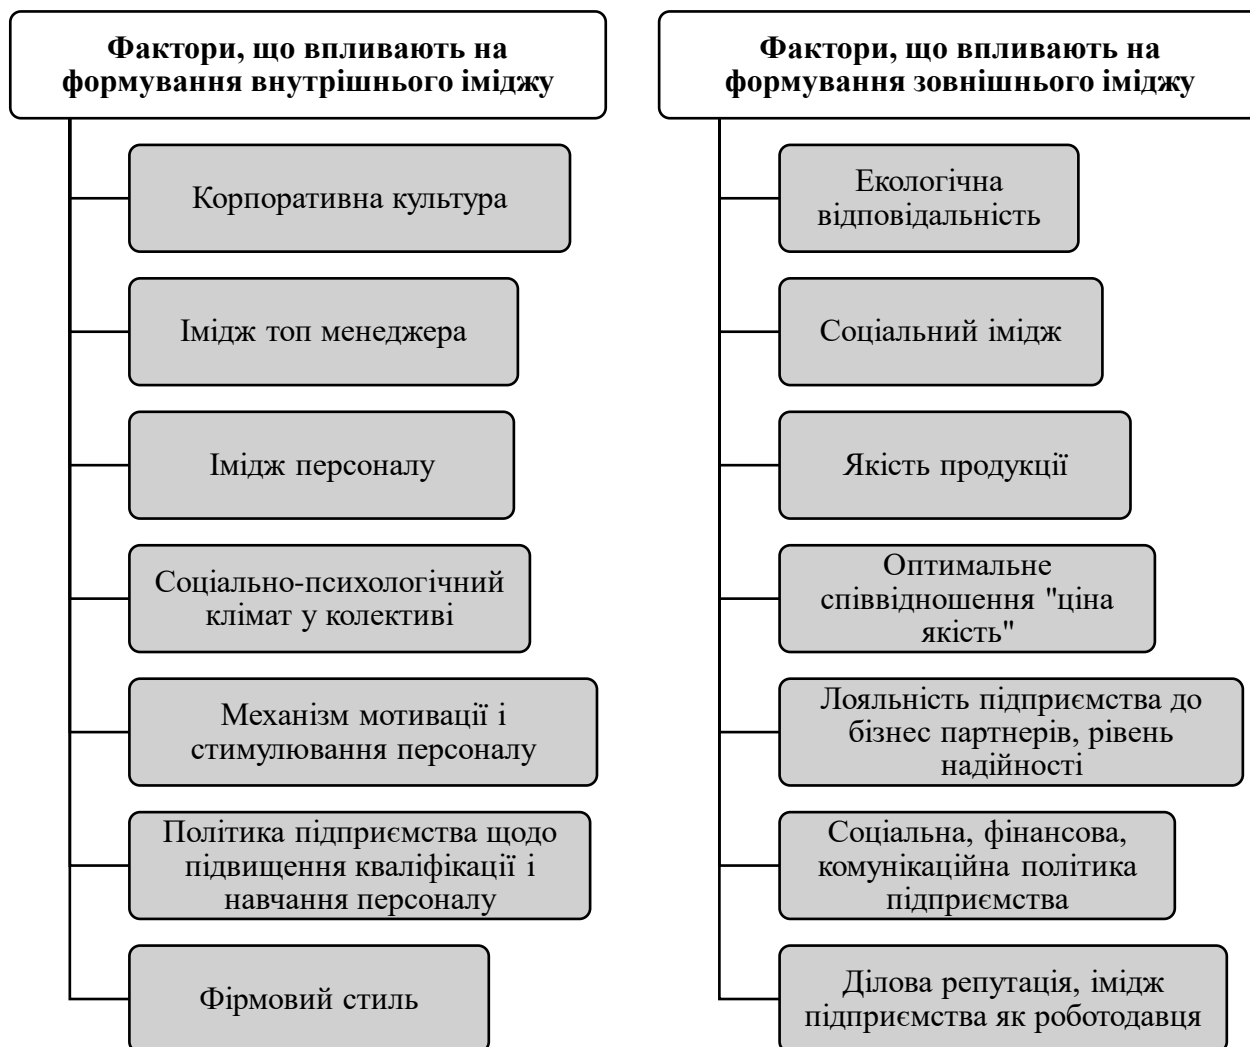 Фактори, що впливають на
формування внутрішнього іміджу
Корпоративна культура
Імідж топ менеджера
Імідж персоналу
Соціально-психологічний
клімат у колективі
Механізм мотивації і
стимулювання персоналу
Політика підприємства щодо
підвищення кваліфікації і
навчання персоналу
Фірмовий стиль
Фактори, що впливають на
формування зовнішнього іміджу
Екологічна
відповідальність
Соціальний імідж
Якість продукції
Оптимальне
співвідношення "ціна
якість"
Лояльність підприємства до
бізнес партнерів, рівень
надійності
Соціальна, фінансова,
комунікаційна політика
підприємства
Ділова репутація, імідж
підприємства як роботодавця